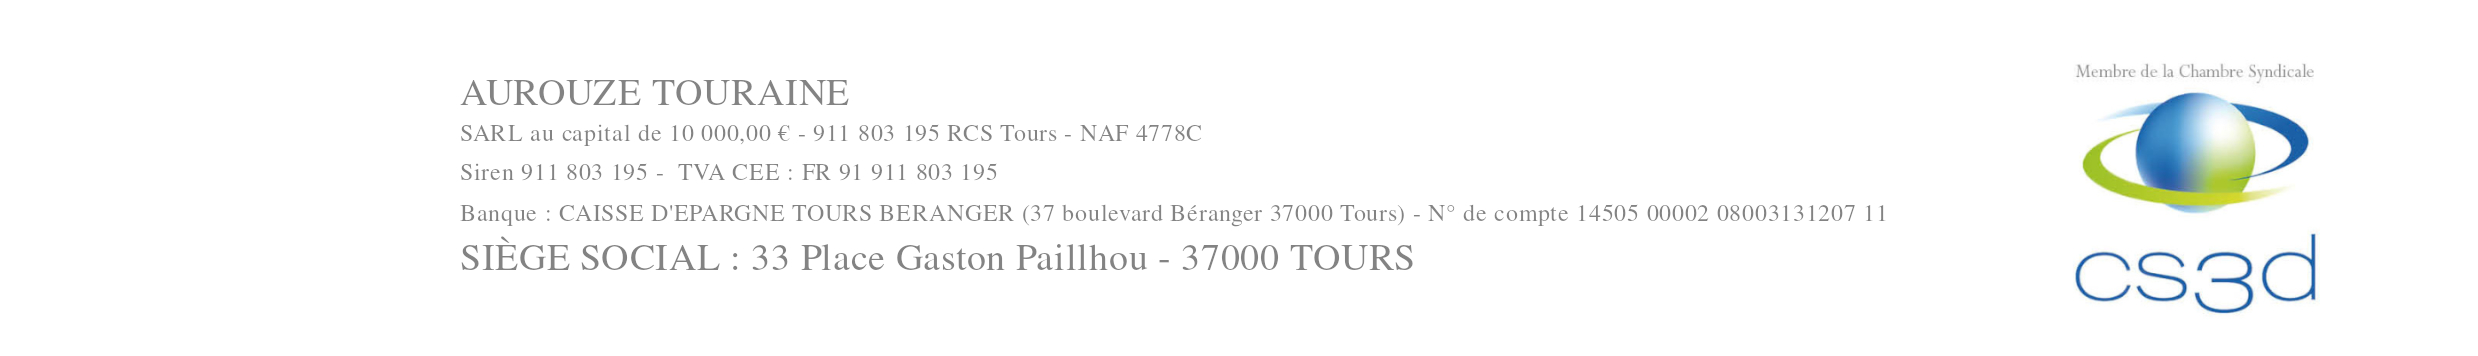 AUROUZE TOURAINE
SARL au capital de 10 000,00 € - 911 803 195 RCS Tours - NAF 4778C
Siren 911 803 195 - TVA CEE : FR 91 911 803 195
Banque : CAISSE D'EPARGNE TOURS BERANGER (37 boulevard Béranger 37000 Tours) - N° de compte 14505 00002 08003131207 11
SIÈGE SOCIAL : 33 Place Gaston Paillhou - 37000 TOURS
Membre de la Chambre Syndicale
cs3d